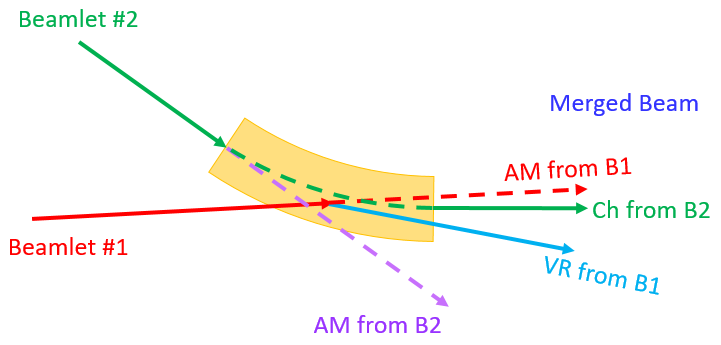 Beamlet #2
Merged Beam
AM from B1
Ch from B2
Beamlet #1
VR from B1
AM from B2